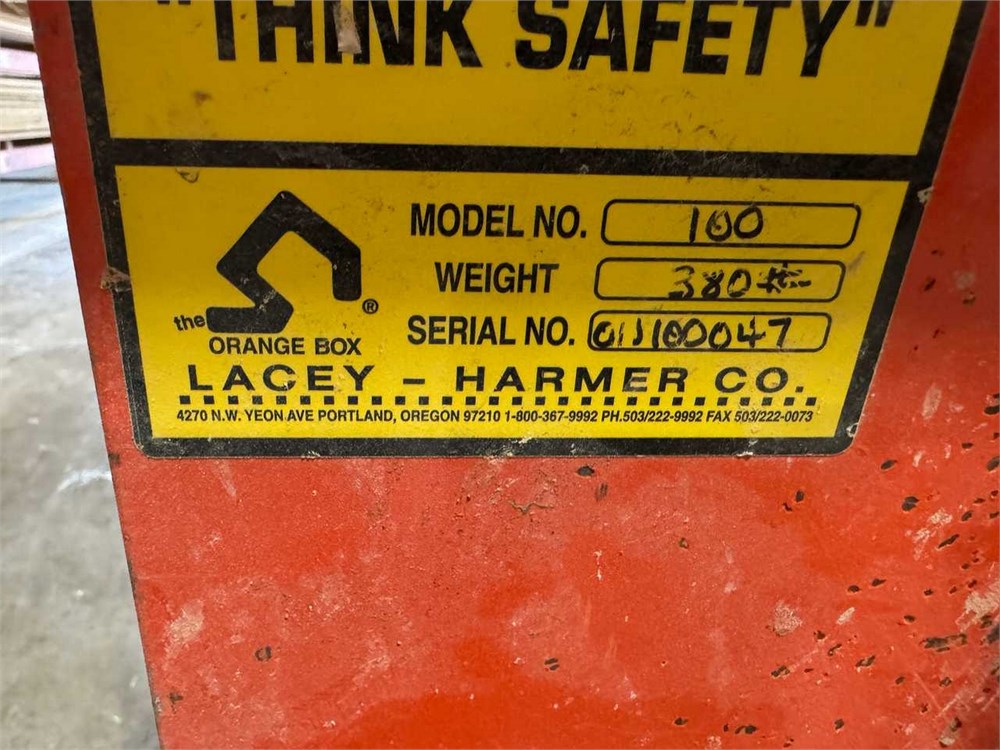 "THINK SAFETY"
MODEL NO. 100
WEIGHT 380#
the ORANGE BOX ®
SERIAL NO.
LACEY - HARMER CO.
4270 N.W. YEON AVE PORTLAND, OREGON 97210 1-800-367-9992 PH.503/222-9992 FAX 503/222-0073